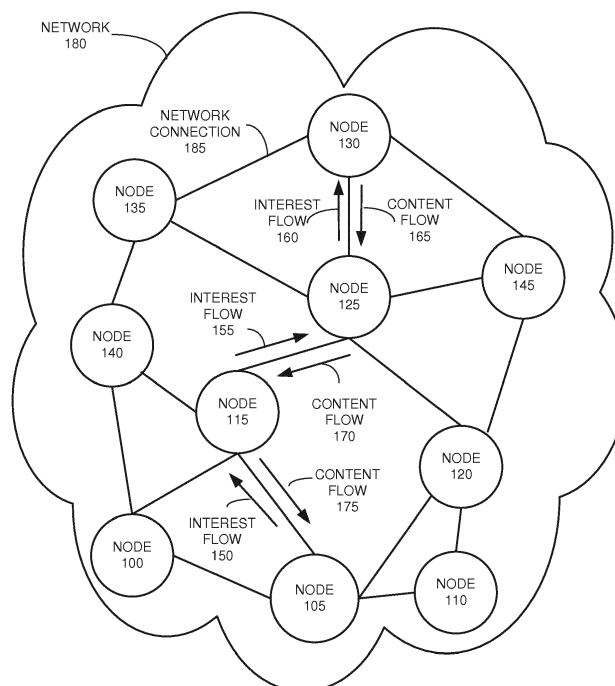 NETWORK
180
NETWORK
CONNECTION
185
NODE
130
NODE
135
INTEREST
FLOW
160
CONTENT
FLOW
165
NODE
125
NODE
145
INTEREST
FLOW
155
NODE
140
NODE
115
CONTENT
FLOW
170
NODE
120
CONTENT
FLOW
175
INTEREST
FLOW
150
NODE
100
NODE
105
NODE
110